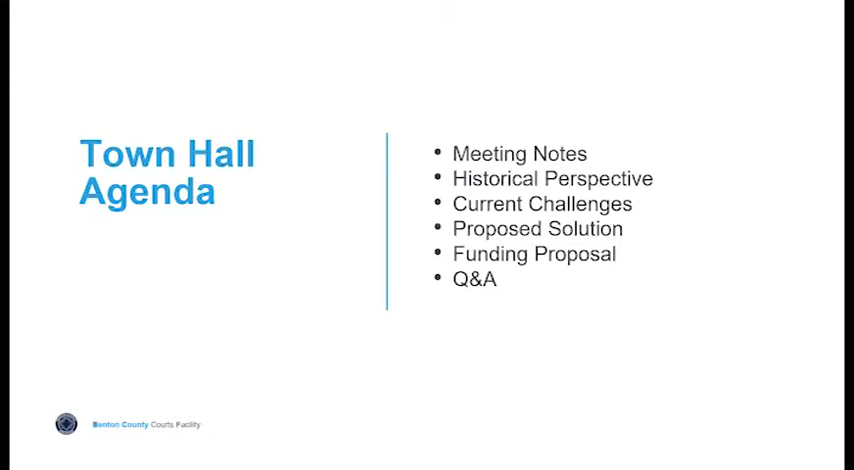 Town Hall
Agenda
• Meeting Notes
• Historical Perspective
• Current Challenges
• Proposed Solution
• Funding Proposal
• Q&A
Benton County Courts Facility